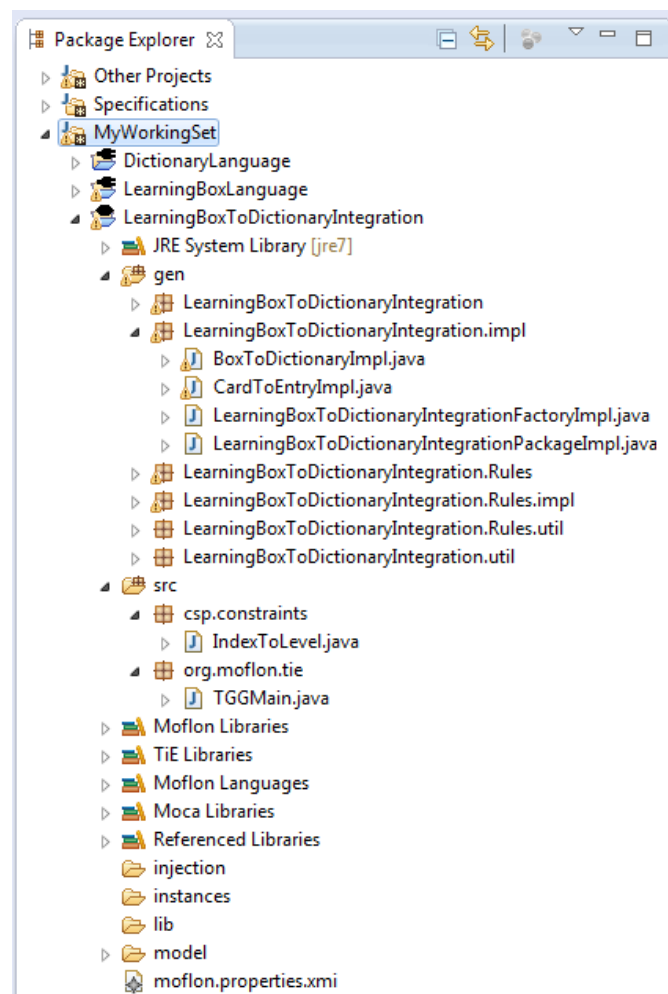 Package Explorer
Other Projects
Specifications
MyWorkingSet
DictionaryLanguage
LearningBoxLanguage
LearningBoxToDictionaryIntegration
JRE System Library [jre7]
gen
LearningBoxToDictionaryIntegration
LearningBoxToDictionaryIntegration.impl
BoxToDictionaryImpl.java
CardToEntryImpl.java
LearningBoxToDictionaryIntegrationFactoryImpl.java
LearningBoxToDictionaryIntegrationPackageImpl.java
LearningBoxToDictionaryIntegration.Rules
LearningBoxToDictionaryIntegration.Rules.impl
LearningBoxToDictionaryIntegration.Rules.util
LearningBoxToDictionaryIntegration.util
src
csp.constraints
IndexToLevel.java
org.moflon.tie
TGGMain.java
Moflon Libraries
TiE Libraries
Moflon Languages
Moca Libraries
Referenced Libraries
injection
instances
lib
model
moflon.properties.xmi